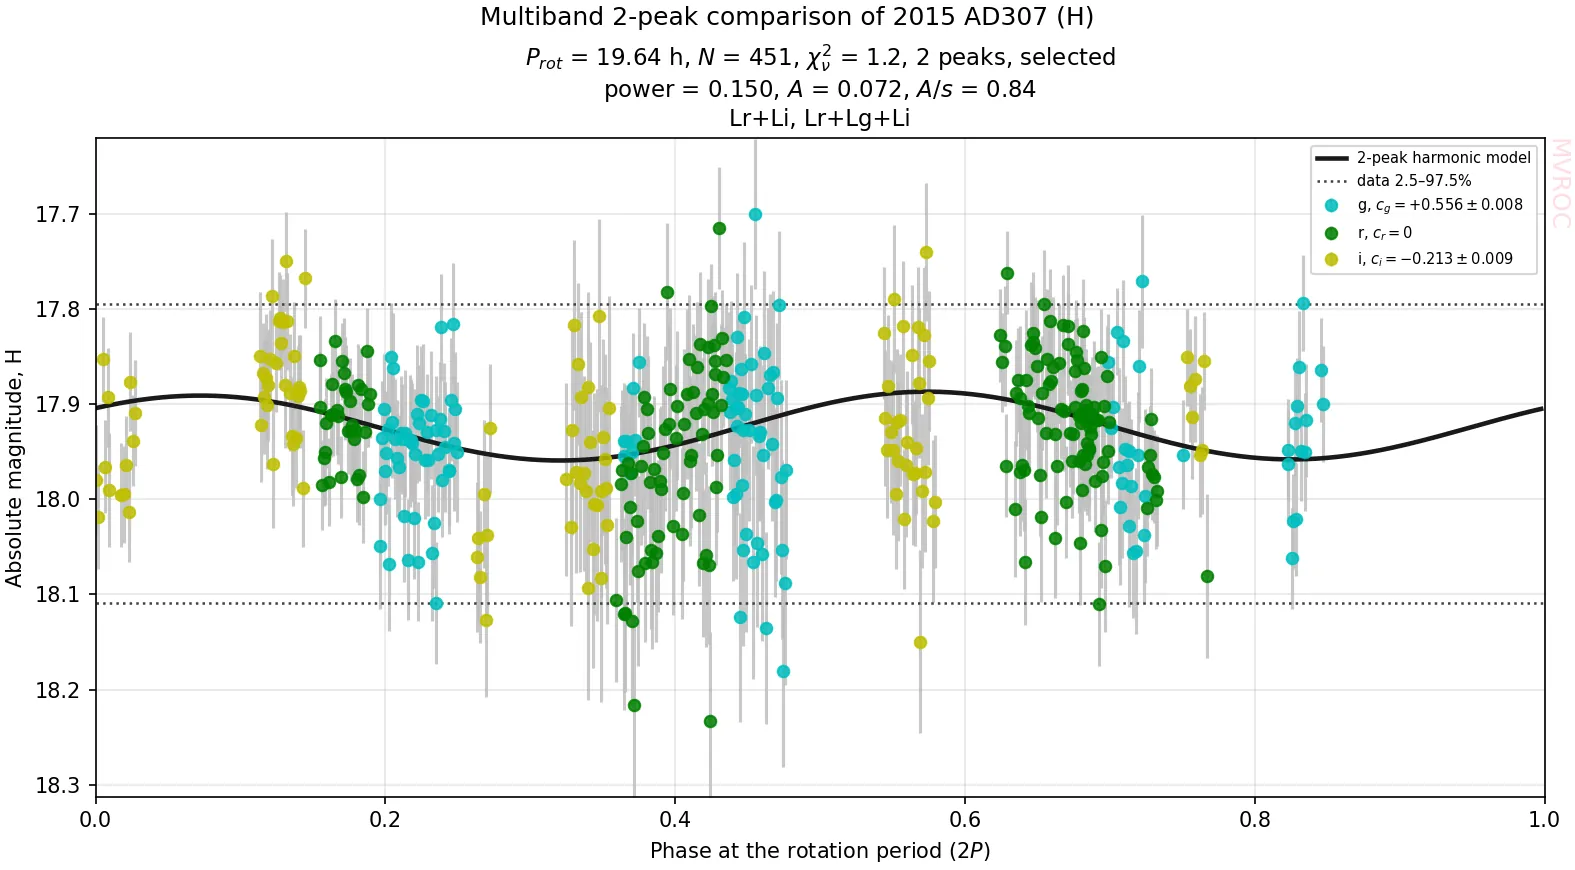 Multiband 2-peak comparison of 2015 AD307 (H)
P_rot = 19.64 h, N = 451, χ²_ν = 1.2, 2 peaks, selected
power = 0.150, A = 0.072, A/s = 0.84
Lr+Li, Lr+Lg+Li
2-peak harmonic model
data 2.5–97.5%
g, c_g = +0.556 ± 0.008
r, c_r = 0
i, c_i = −0.213 ± 0.009
MVROC
Absolute magnitude, H
17.7
17.8
17.9
18.0
18.1
18.2
18.3
0.0
0.2
0.4
0.6
0.8
1.0
Phase at the rotation period (2P)